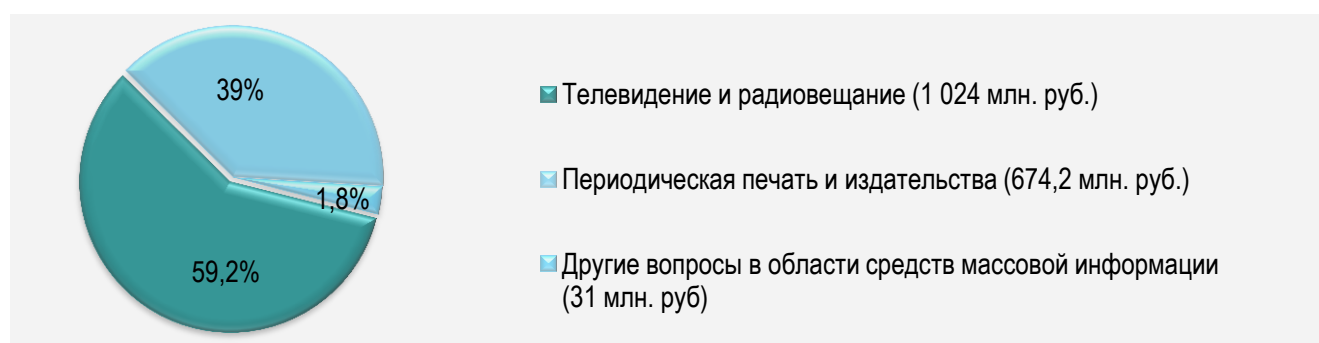 39%
1,8%
59,2%
Телевидение и радиовещание (1 024 млн. руб.)
Периодическая печать и издательства (674,2 млн. руб.)
Другие вопросы в области средств массовой информации
(31 млн. руб)